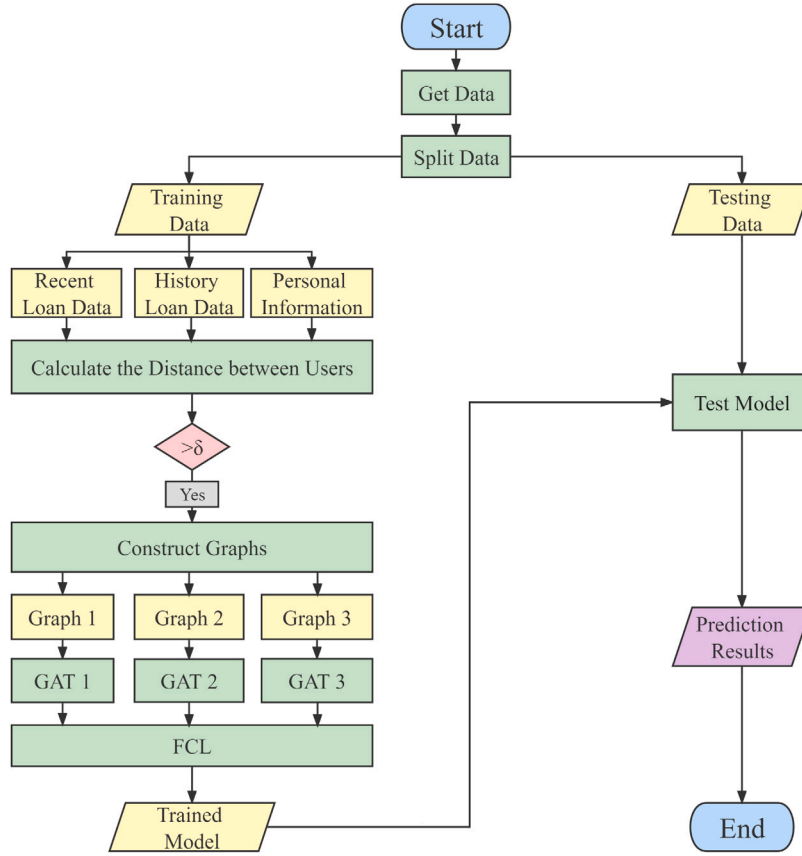 Start
Get Data
Split Data
Training
Data
Testing
Data
Recent
Loan Data
History
Loan Data
Personal
Information
Calculate the Distance between Users
Test Model
>δ
Yes
Construct Graphs
Graph 1
Graph 2
Graph 3
Prediction
Results
GAT 1
GAT 2
GAT 3
FCL
Trained
Model
End